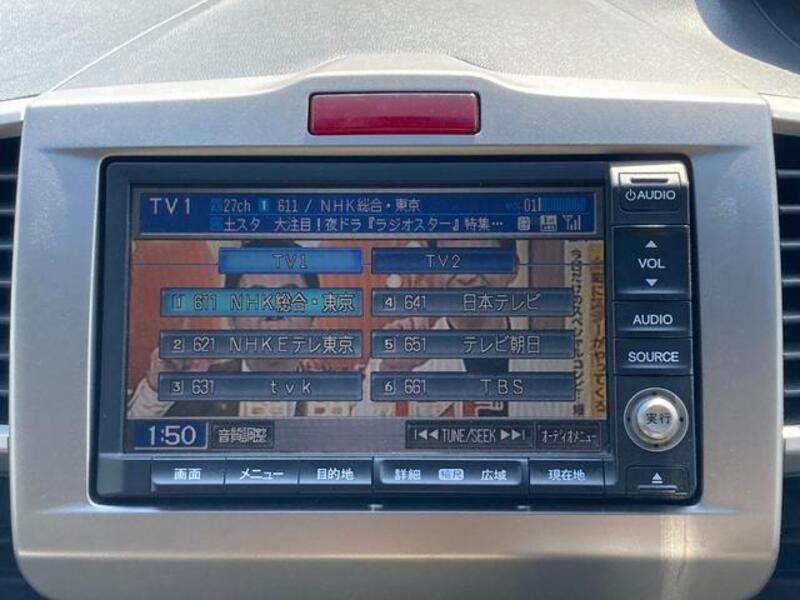 TV1 27ch 1 611 / NHK総合・東京 01
土スタ 大注目!夜ドラ『ラジオスター』特集…
TV1 TV2
1 611 NHK総合・東京 4 641 日本テレビ
2 621 NHKEテレ東京 5 651 テレビ朝日
3 631 tvk 6 661 TBS
1:50 音質調整 TUNE/SEEK オーディオメニュー
画面 メニュー 目的地 詳細 縮尺 広域 現在地
AUDIO
VOL
AUDIO
SOURCE
実行